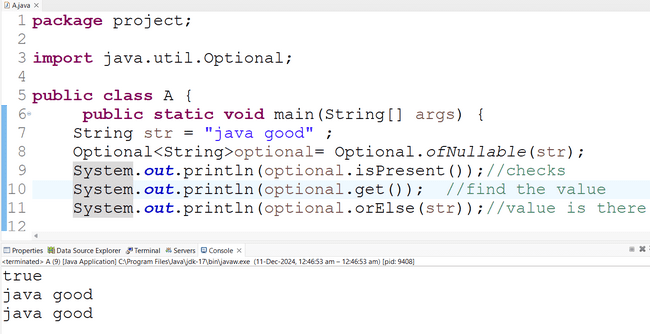 A.java
1 package project;
2
3 import java.util.Optional;
4
5 public class A {
6 public static void main(String[] args) {
7 String str = "java good" ;
8 Optional<String>optional= Optional.ofNullable(str);
9 System.out.println(optional.isPresent());//checks
10 System.out.println(optional.get());  //find the value
11 System.out.println(optional.orElse(str));//value is there
12
Properties Data Source Explorer Terminal Servers Console
<terminated> A (9) [Java Application] C:\Program Files\Java\jdk-17\bin\javaw.exe (11-Dec-2024, 12:46:53 am – 12:46:53 am) [pid: 9408]
true
java good
java good